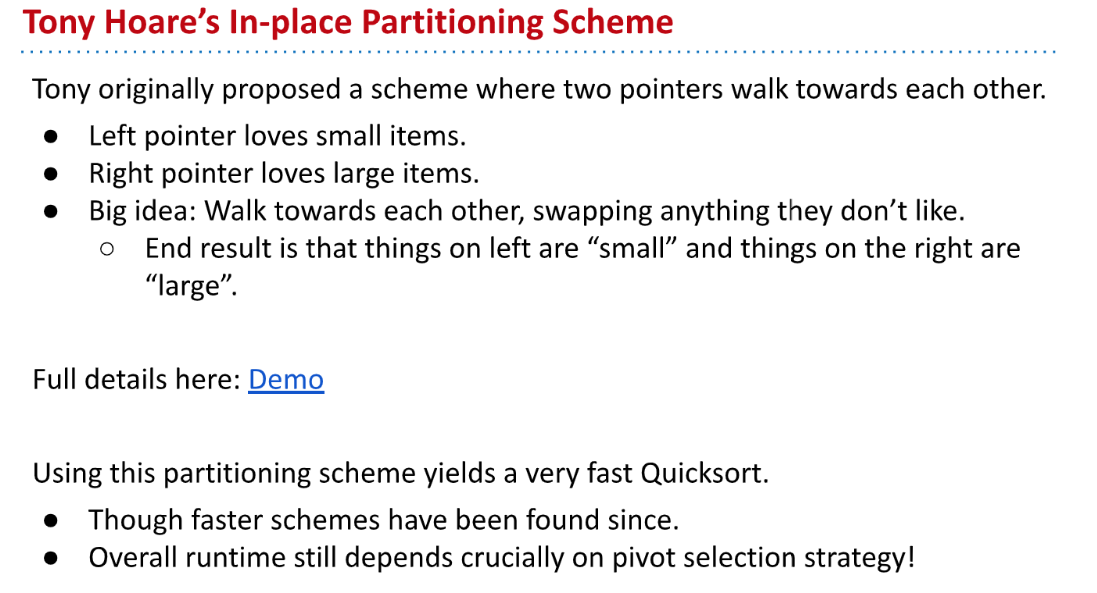 Tony Hoare's In-place Partitioning Scheme
Tony originally proposed a scheme where two pointers walk towards each other.
● Left pointer loves small items.
● Right pointer loves large items.
● Big idea: Walk towards each other, swapping anything they don't like.
○ End result is that things on left are “small” and things on the right are
“large”.
Full details here: Demo
Using this partitioning scheme yields a very fast Quicksort.
● Though faster schemes have been found since.
● Overall runtime still depends crucially on pivot selection strategy!